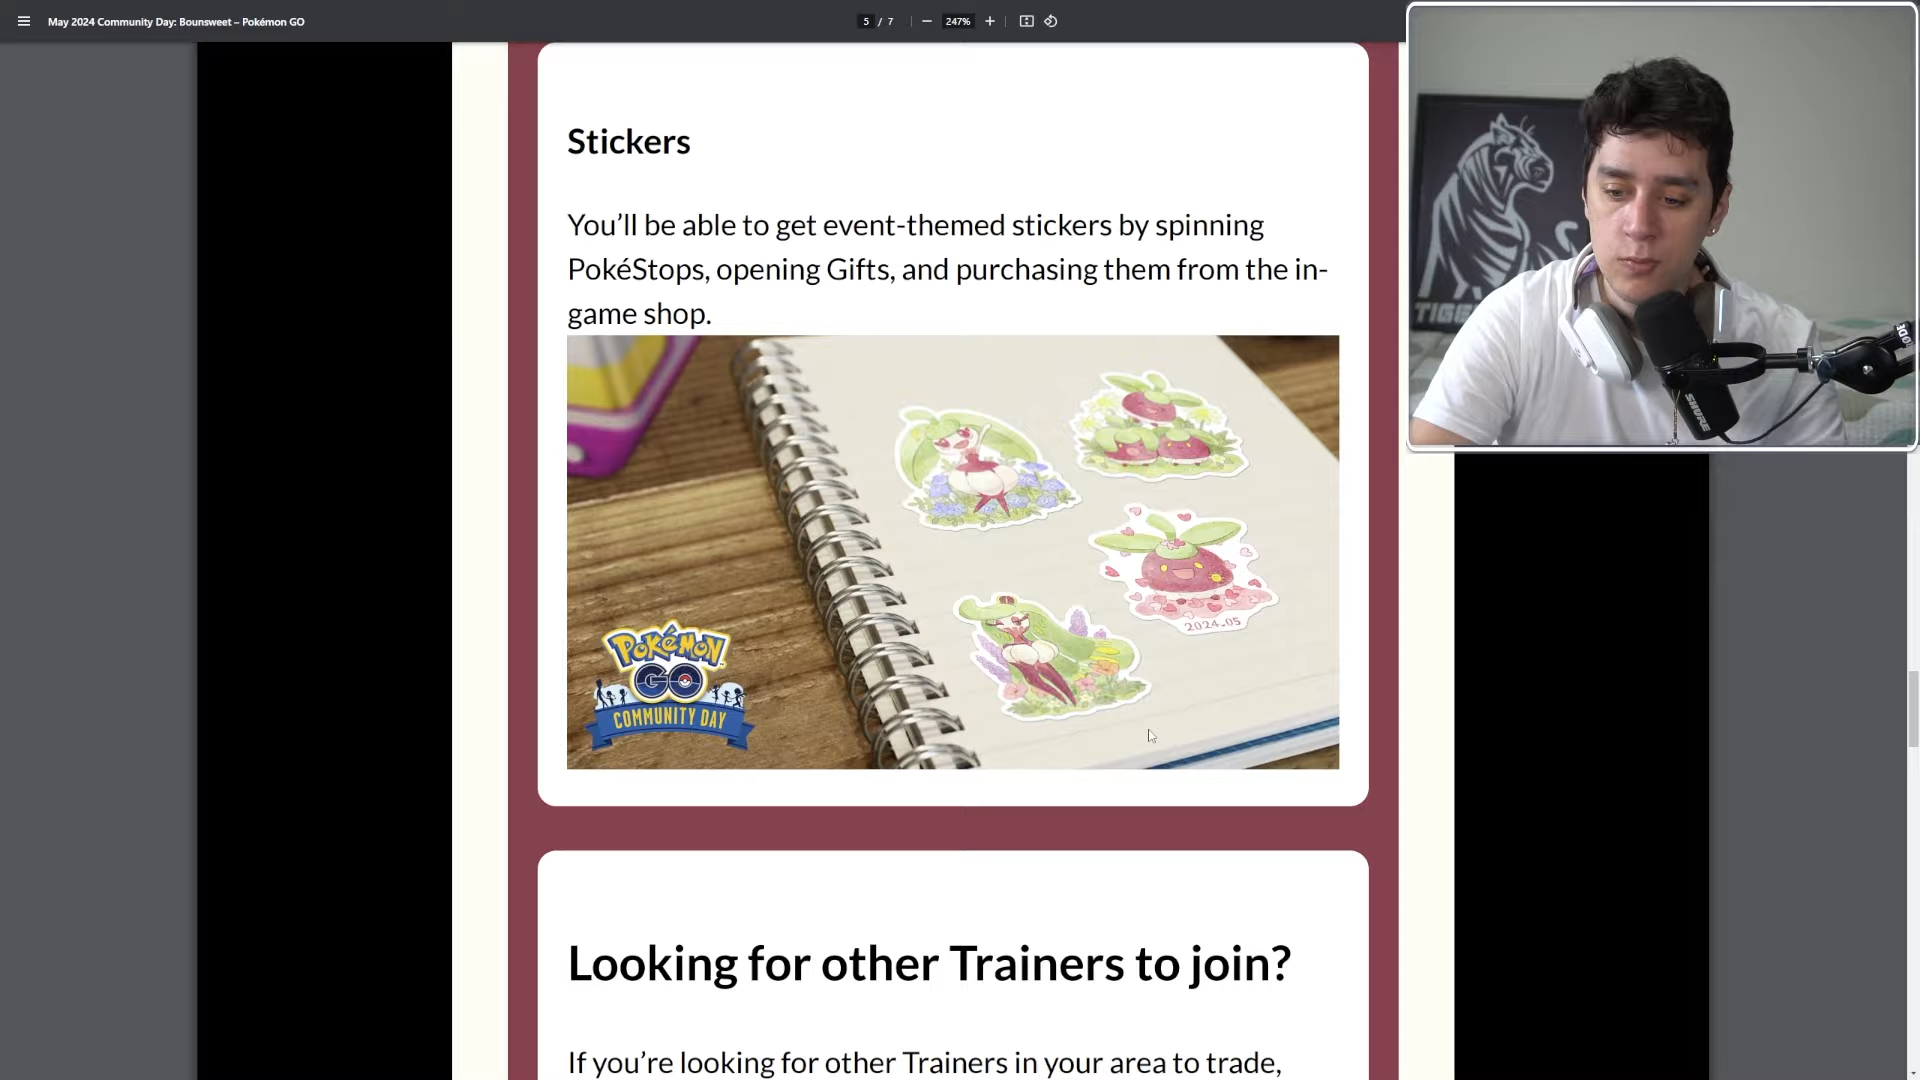 May 2024 Community Day: Bounsweet – Pokémon GO
5 / 7
247%
Stickers
You'll be able to get event-themed stickers by spinning
PokéStops, opening Gifts, and purchasing them from the in-
game shop.
2024.05
POKÉMON
GO
COMMUNITY DAY
TIGE
SHURE
Looking for other Trainers to join?
If you're looking for other Trainers in your area to trade,